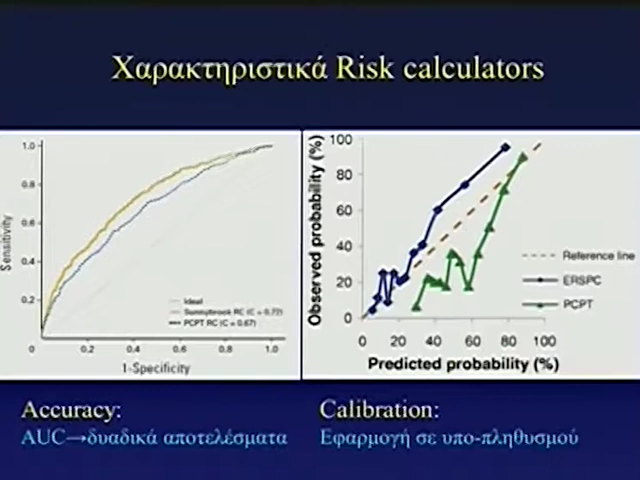 Χαρακτηριστικά Risk calculators
1.0
0.8
0.6
0.4
0.2
0
0.2
0.4
0.6
0.8
1.0
Sensitivity
1-Specificity
Ideal
Sunnybrook RC (C = 0.72)
PCPT RC (C = 0.67)
Observed probability (%)
100
80
60
40
20
0
0
20
40
60
80
100
Predicted probability (%)
Reference line
ERSPC
PCPT
Accuracy:
AUC→δυαδικά αποτελέσματα
Calibration:
Εφαρμογή σε υπο-πληθυσμού